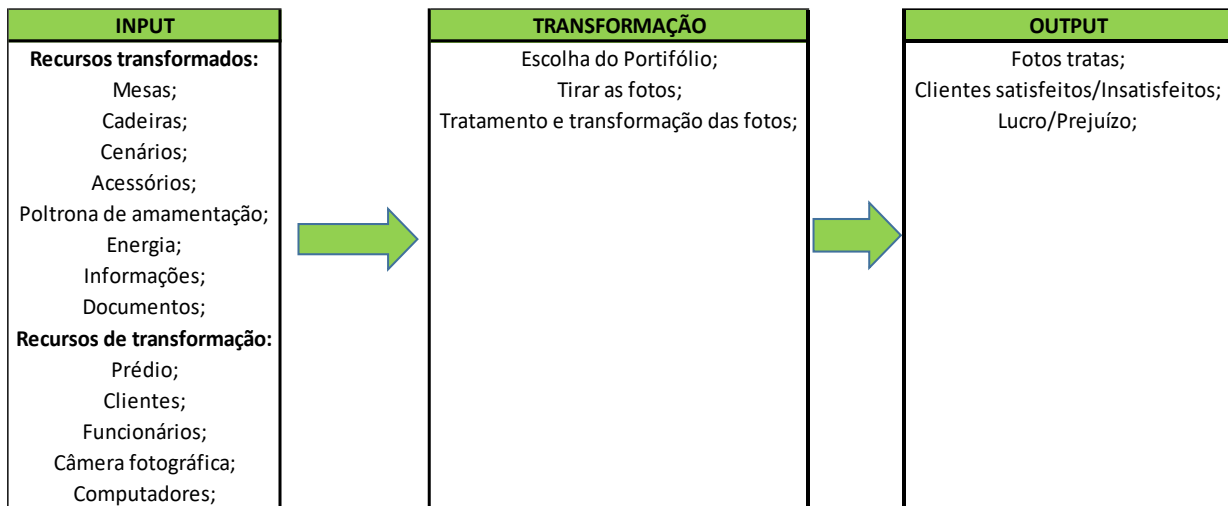 INPUT
Recursos transformados:
Mesas;
Cadeiras;
Cenários;
Acessórios;
Poltrona de amamentação;
Energia;
Informações;
Documentos;
Recursos de transformação:
Prédio;
Clientes;
Funcionários;
Câmera fotográfica;
Computadores;
TRANSFORMAÇÃO
Escolha do Portifólio;
Tirar as fotos;
Tratamento e transformação das fotos;
OUTPUT
Fotos tratas;
Clientes satisfeitos/Insatisfeitos;
Lucro/Prejuízo;